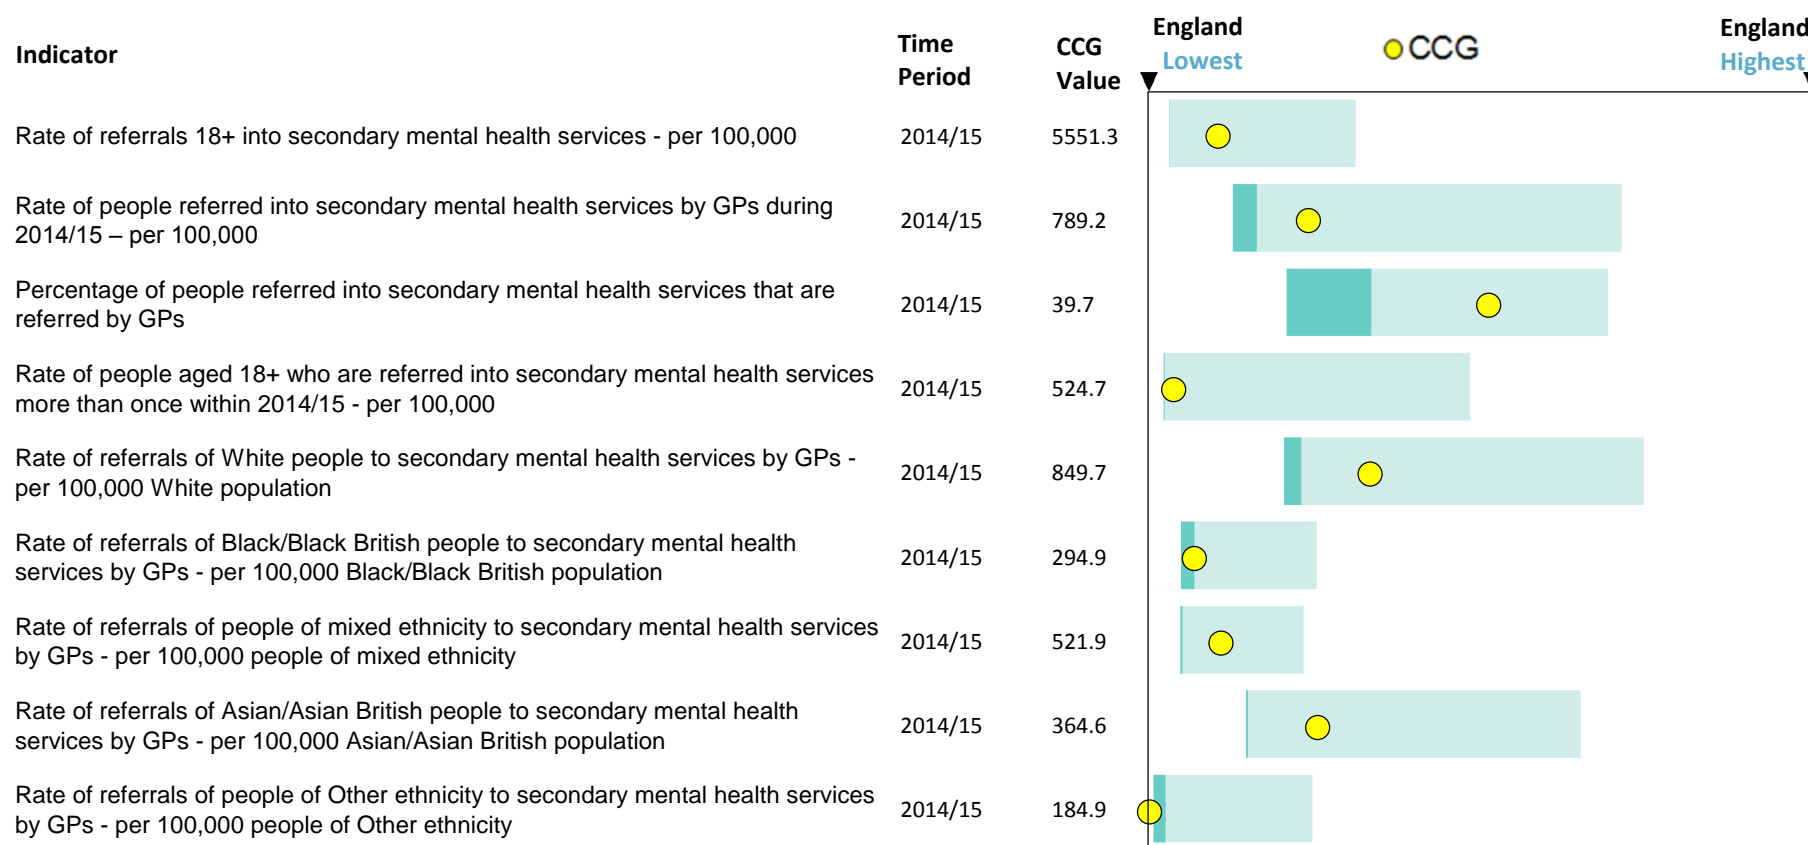 Indicator
Time
Period
CCG
Value
England
Lowest
CCG
England
Highest
Rate of referrals 18+ into secondary mental health services - per 100,000
2014/15
5551.3
Rate of people referred into secondary mental health services by GPs during
2014/15 – per 100,000
2014/15
789.2
Percentage of people referred into secondary mental health services that are
referred by GPs
2014/15
39.7
Rate of people aged 18+ who are referred into secondary mental health services
more than once within 2014/15 - per 100,000
2014/15
524.7
Rate of referrals of White people to secondary mental health services by GPs -
per 100,000 White population
2014/15
849.7
Rate of referrals of Black/Black British people to secondary mental health
services by GPs - per 100,000 Black/Black British population
2014/15
294.9
Rate of referrals of people of mixed ethnicity to secondary mental health services
by GPs - per 100,000 people of mixed ethnicity
2014/15
521.9
Rate of referrals of Asian/Asian British people to secondary mental health
services by GPs - per 100,000 Asian/Asian British population
2014/15
364.6
Rate of referrals of people of Other ethnicity to secondary mental health services
by GPs - per 100,000 people of Other ethnicity
2014/15
184.9